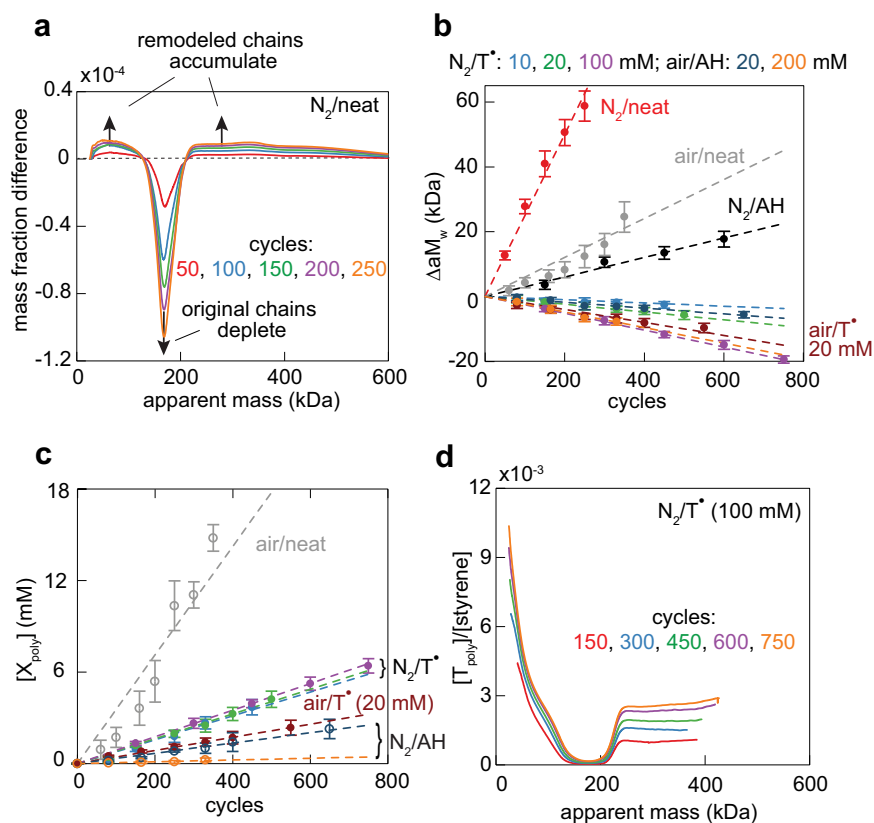 a
remodeled chains
accumulate
x10⁻⁴
0.4
0
-0.4
-0.8
-1.2
mass fraction difference
N₂/neat
cycles:
50, 100, 150, 200, 250
original chains
deplete
0 200 400 600
apparent mass (kDa)
b
N₂/T•: 10, 20, 100 mM; air/AH: 20, 200 mM
60
40
20
0
-20
ΔaM_w (kDa)
N₂/neat
air/neat
N₂/AH
air/T•
20 mM
0 200 400 600 800
cycles
c
18
12
6
0
[X_poly] (mM)
air/neat
} N₂/T•
air/T• (20 mM)
} N₂/AH
0 200 400 600 800
cycles
d
x10⁻³
12
9
6
3
0
[T_poly]/[styrene]
N₂/T• (100 mM)
cycles:
150, 300, 450, 600, 750
0 200 400 600 800
apparent mass (kDa)